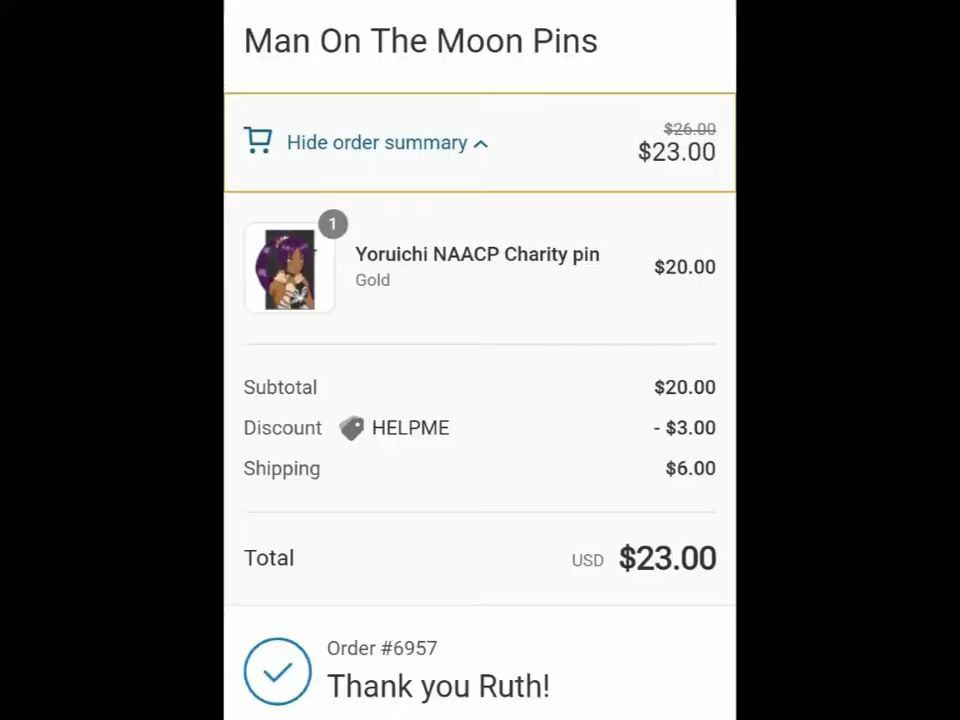 Man On The Moon Pins
Hide order summary
$26.00
$23.00
1
Yoruichi NAACP Charity pin
Gold
$20.00
Subtotal $20.00
Discount HELPME - $3.00
Shipping $6.00
Total USD $23.00
Order #6957
Thank you Ruth!